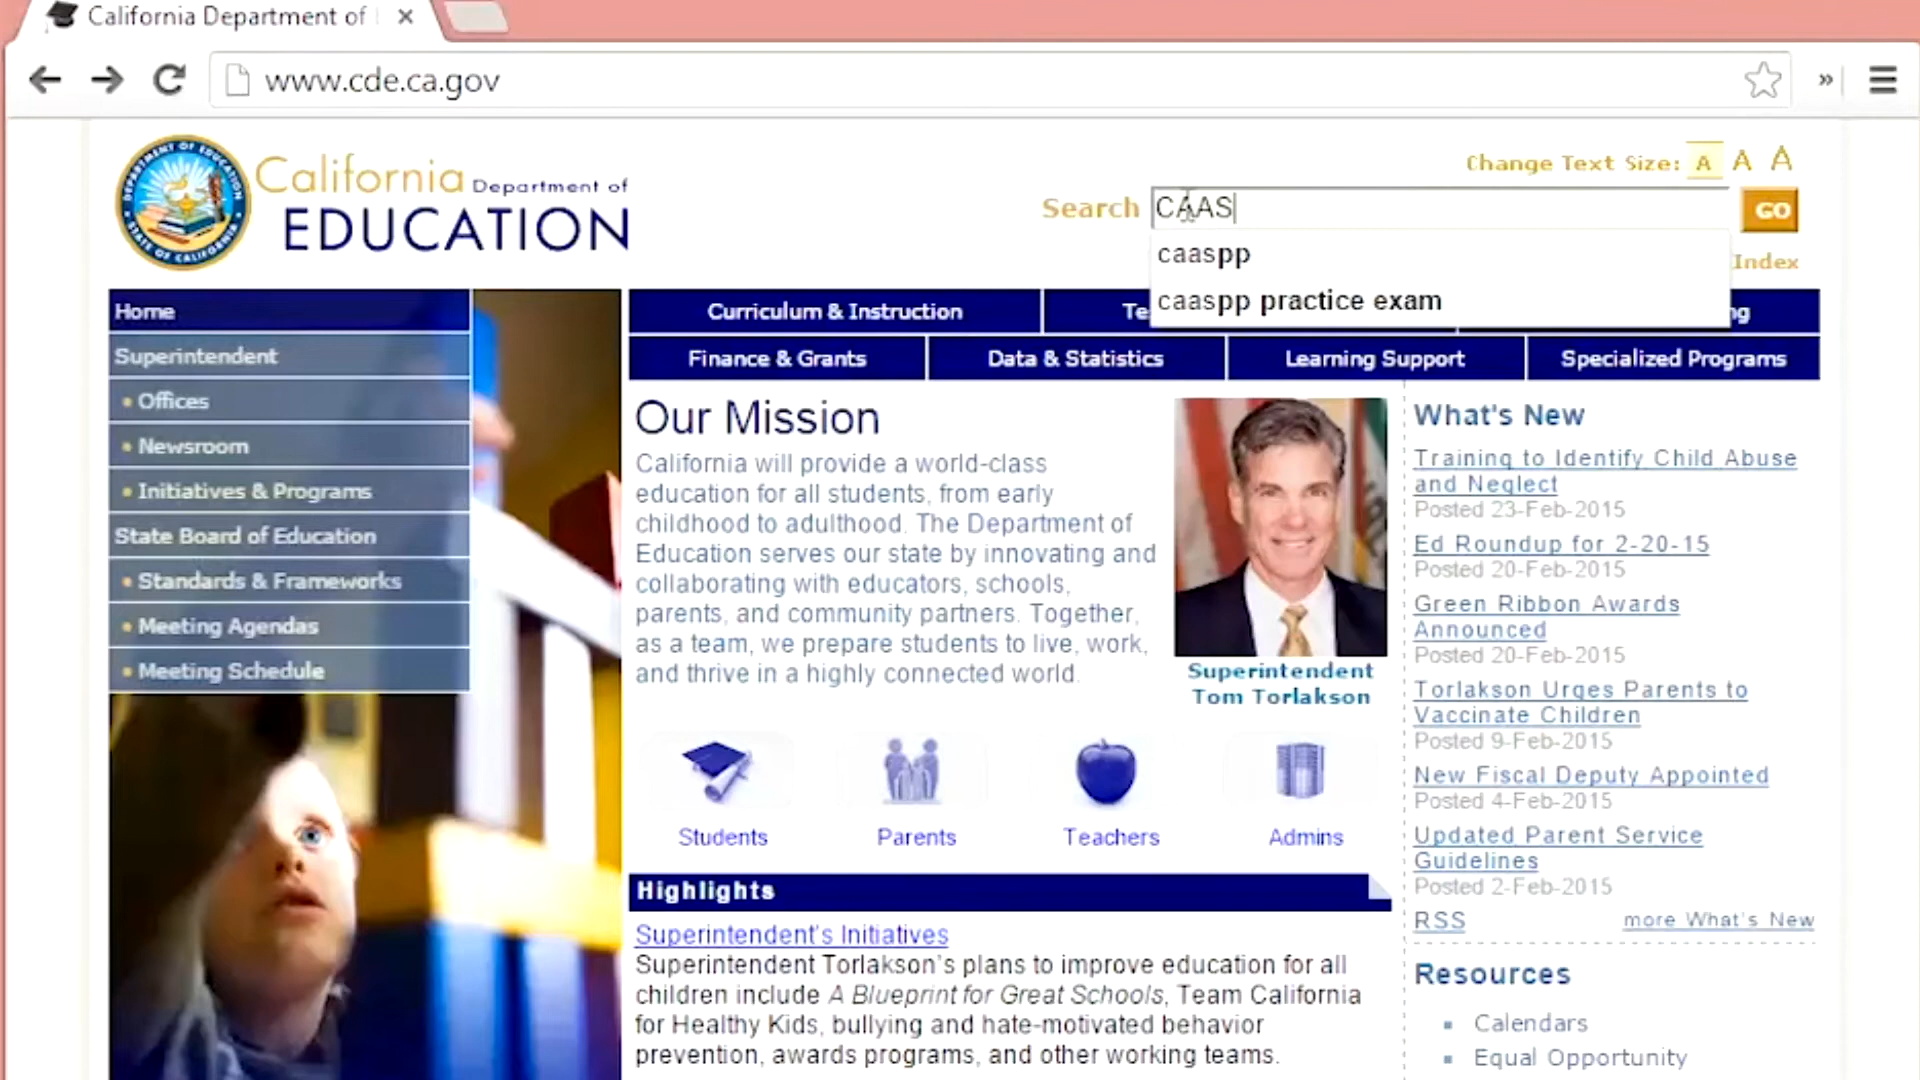 California Department of
www.cde.ca.gov
DEPARTMENT OF EDUCATION
STATE OF CALIFORNIA
California Department of
EDUCATION
Change Text Size: A A A
Search CAAS GO
caaspp
caaspp practice exam
Index
Home
Superintendent
• Offices
• Newsroom
• Initiatives & Programs
State Board of Education
• Standards & Frameworks
• Meeting Agendas
• Meeting Schedule
Curriculum & Instruction
Finance & Grants
Data & Statistics
Learning Support
Specialized Programs
Our Mission
California will provide a world-class
education for all students, from early
childhood to adulthood. The Department of
Education serves our state by innovating and
collaborating with educators, schools,
parents, and community partners. Together,
as a team, we prepare students to live, work,
and thrive in a highly connected world.
Superintendent
Tom Torlakson
Students
Parents
Teachers
Admins
Highlights
Superintendent's Initiatives
Superintendent Torlakson's plans to improve education for all
children include A Blueprint for Great Schools, Team California
for Healthy Kids, bullying and hate-motivated behavior
prevention, awards programs, and other working teams.
What's New
Training to Identify Child Abuse
and Neglect
Posted 23-Feb-2015
Ed Roundup for 2-20-15
Posted 20-Feb-2015
Green Ribbon Awards
Announced
Posted 20-Feb-2015
Torlakson Urges Parents to
Vaccinate Children
Posted 9-Feb-2015
New Fiscal Deputy Appointed
Posted 4-Feb-2015
Updated Parent Service
Guidelines
Posted 2-Feb-2015
RSS
more What's New
Resources
Calendars
Equal Opportunity